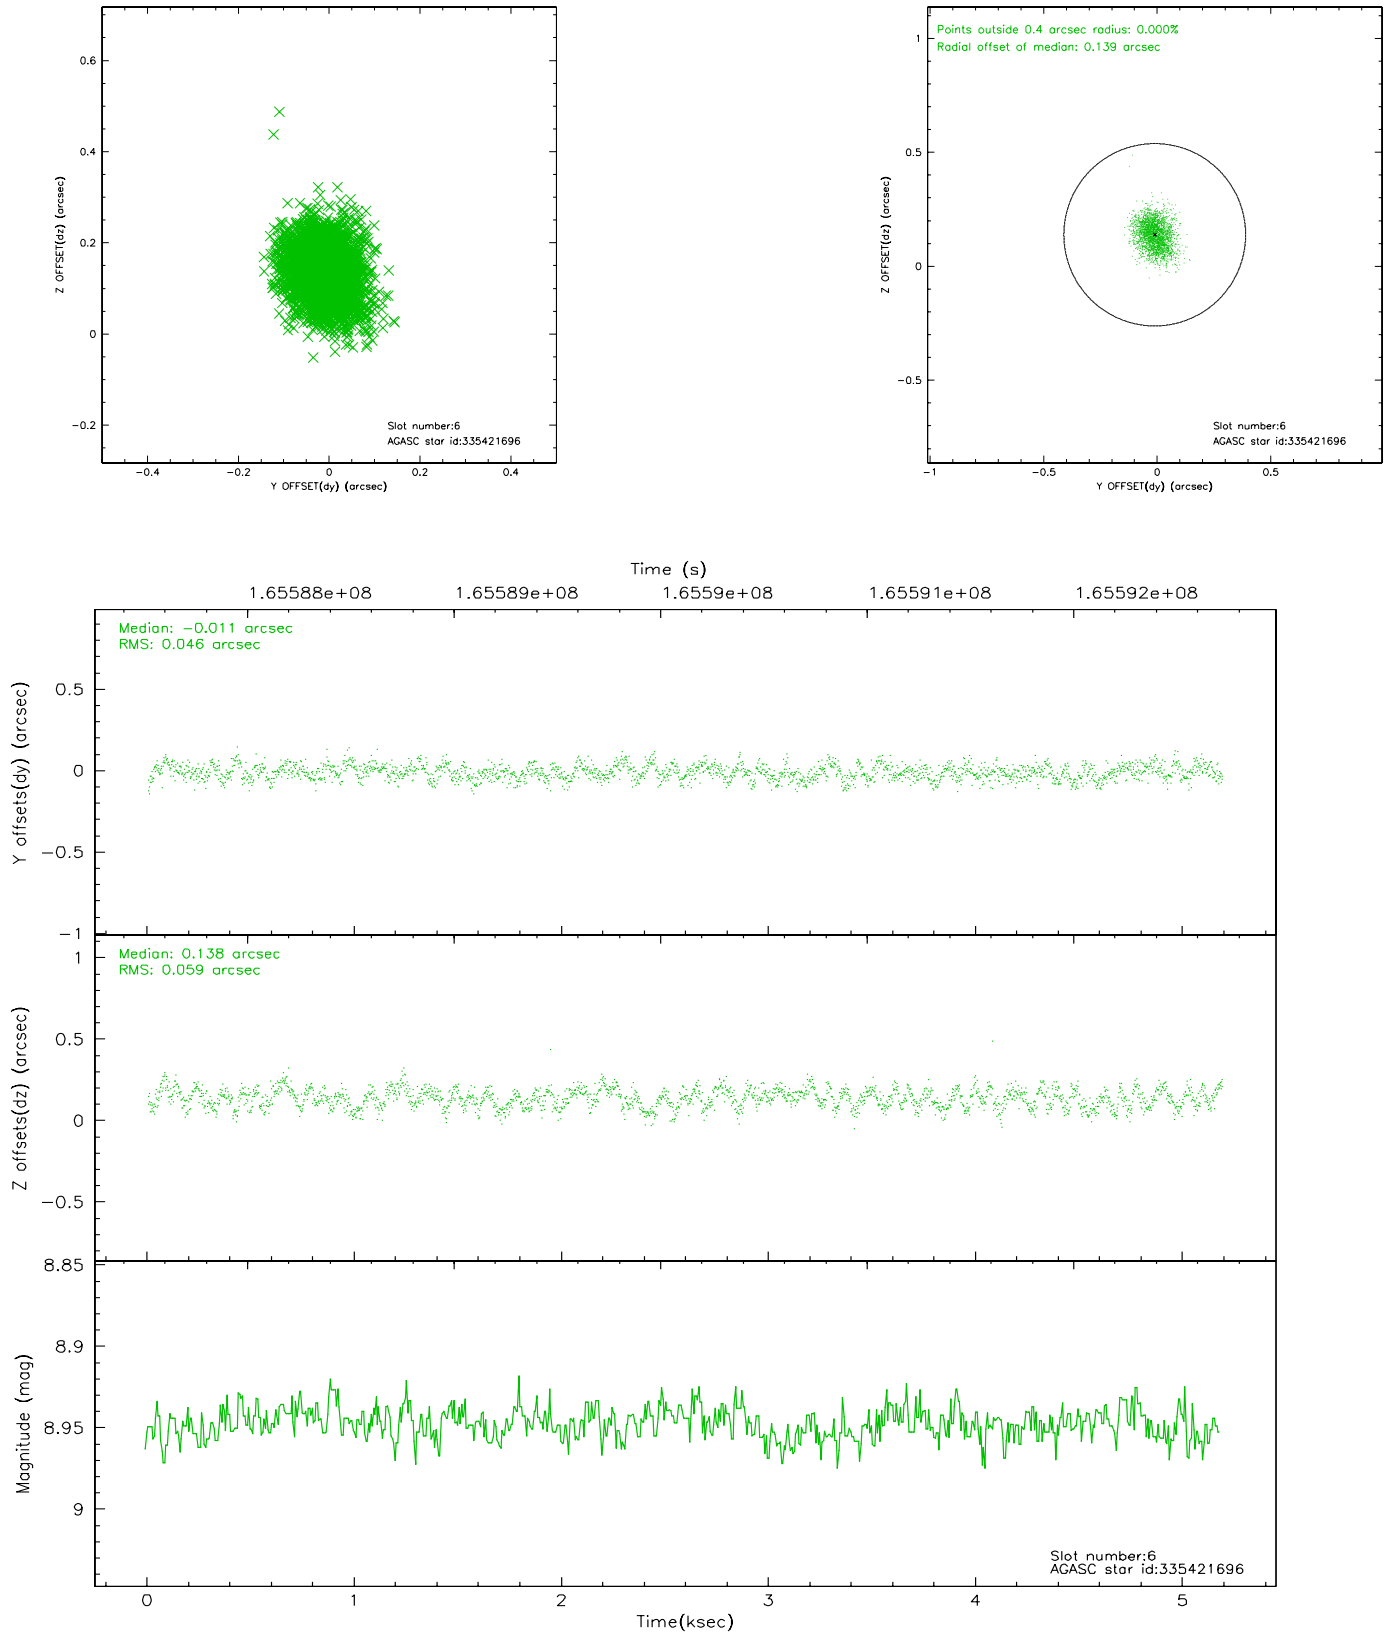 0.6
0.4
0.2
0
−0.2
Z OFFSET(dz) (arcsec)
Slot number:6
AGASC star id:335421696
−0.4
−0.2
0
0.2
0.4
Y OFFSET(dy) (arcsec)
Points outside 0.4 arcsec radius: 0.000%
Radial offset of median: 0.139 arcsec
1
0.5
0
−0.5
Z OFFSET(dz) (arcsec)
Slot number:6
AGASC star id:335421696
−1
−0.5
0
0.5
Y OFFSET(dy) (arcsec)
Time (s)
1.65588e+08
1.65589e+08
1.6559e+08
1.65591e+08
1.65592e+08
Median: −0.011 arcsec
RMS: 0.046 arcsec
0.5
0
−0.5
−1
Y offsets(dy) (arcsec)
Median: 0.138 arcsec
RMS: 0.059 arcsec
1
0.5
0
−0.5
Z offsets(dz) (arcsec)
8.85
8.9
8.95
9
Magnitude (mag)
Slot number:6
AGASC star id:335421696
0
1
2
3
4
5
Time(ksec)